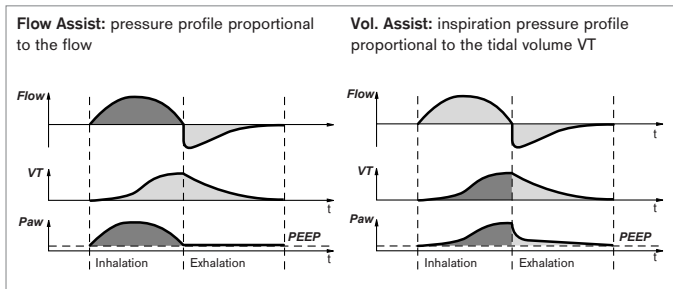 Flow Assist: pressure profile proportional
to the flow
Flow
t
VT
t
Paw
PEEP
t
Inhalation
Exhalation
Vol. Assist: inspiration pressure profile
proportional to the tidal volume VT
Flow
t
VT
t
Paw
PEEP
t
Inhalation
Exhalation